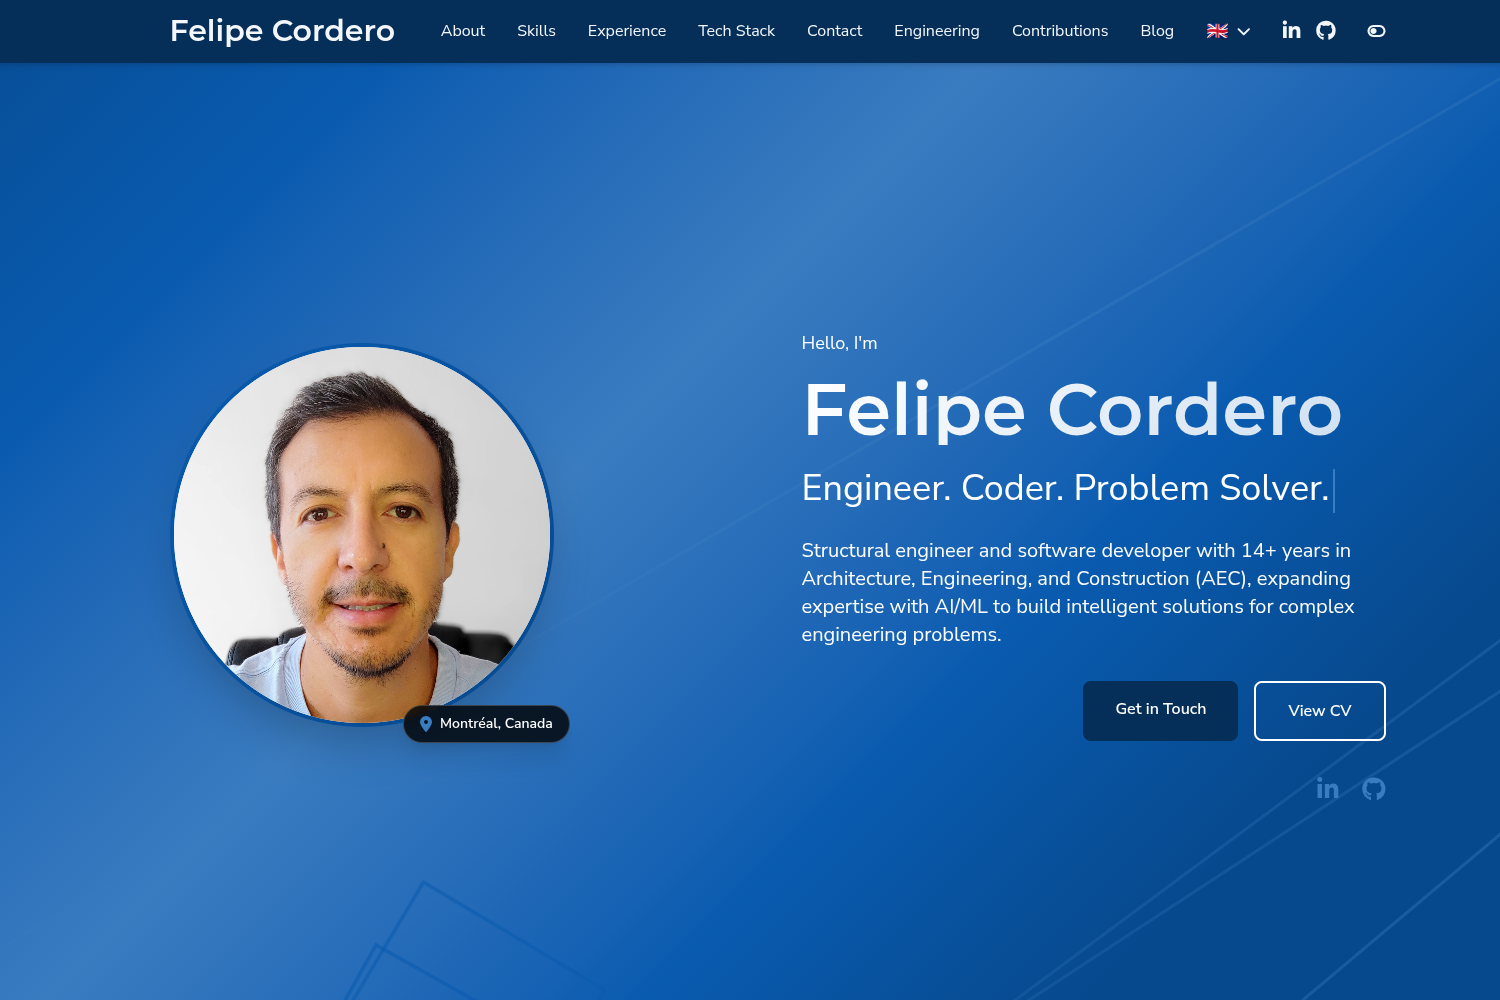 Felipe Cordero
About
Skills
Experience
Tech Stack
Contact
Engineering
Contributions
Blog
Hello, I'm
Felipe Cordero
Engineer. Coder. Problem Solver.
Structural engineer and software developer with 14+ years in
Architecture, Engineering, and Construction (AEC), expanding
expertise with AI/ML to build intelligent solutions for complex
engineering problems.
Montréal, Canada
Get in Touch
View CV